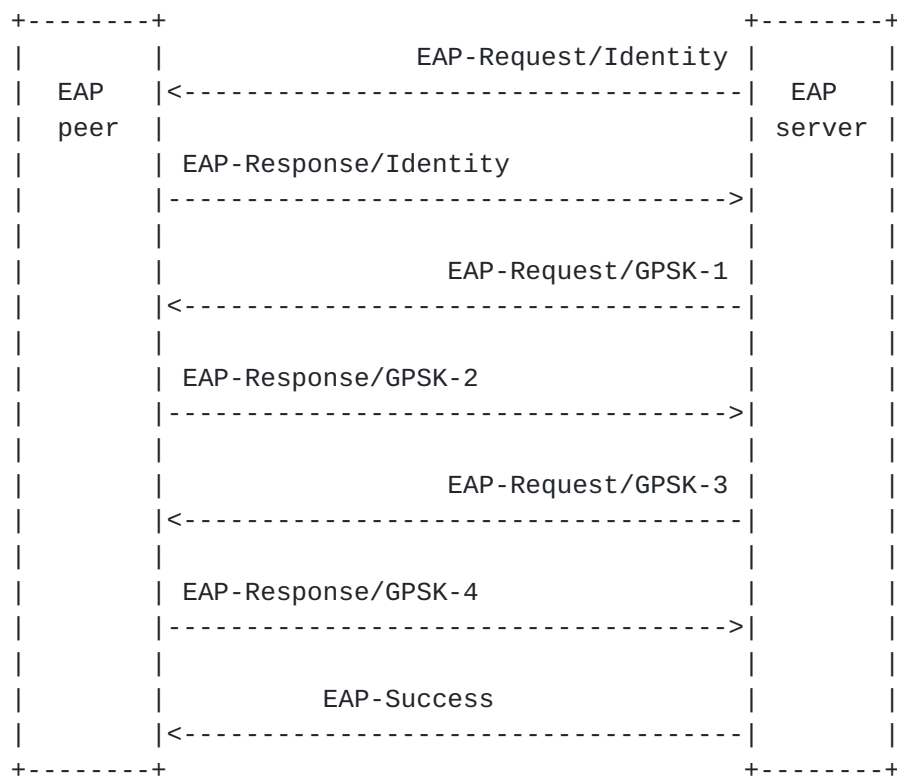 +--------+                                      +--------+
|        |                EAP-Request/Identity |        |
|  EAP   |<------------------------------------|  EAP   |
|  peer  |                                     | server |
|        | EAP-Response/Identity               |        |
|        |------------------------------------>|        |
|        |                                     |        |
|        |                  EAP-Request/GPSK-1 |        |
|        |<------------------------------------|        |
|        |                                     |        |
|        | EAP-Response/GPSK-2                 |        |
|        |------------------------------------>|        |
|        |                                     |        |
|        |                  EAP-Request/GPSK-3 |        |
|        |<------------------------------------|        |
|        |                                     |        |
|        | EAP-Response/GPSK-4                 |        |
|        |------------------------------------>|        |
|        |                                     |        |
|        |          EAP-Success                |        |
|        |<------------------------------------|        |
+--------+                                      +--------+